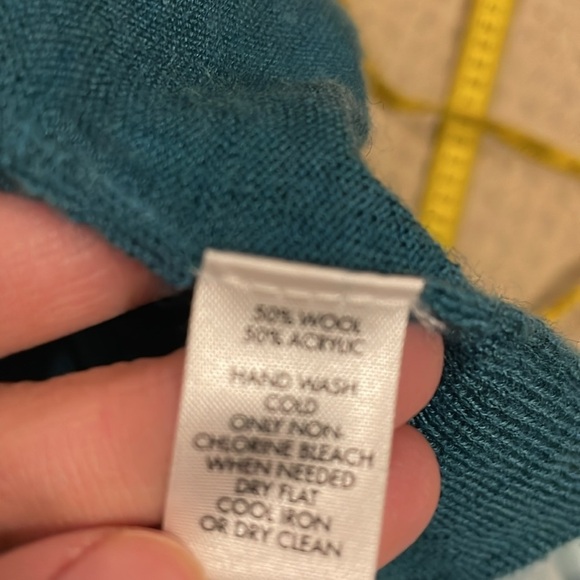 50% WOOL
50% ACRYLIC
HAND WASH
COLD
ONLY NON-
CHLORINE BLEACH
WHEN NEEDED
DRY FLAT
COOL IRON
OR DRY CLEAN